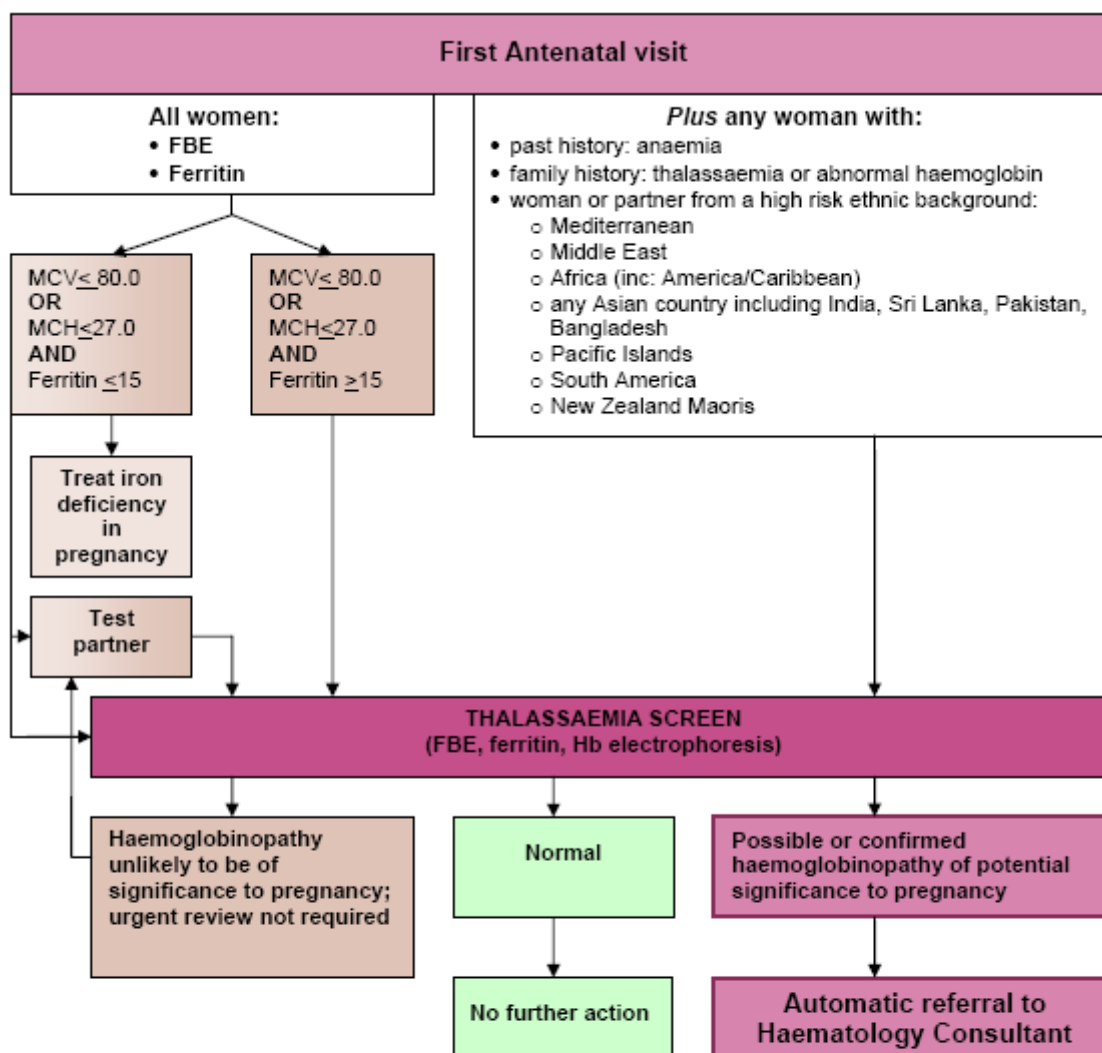 First Antenatal visit
All women:
• FBE
• Ferritin
Plus any woman with:
• past history: anaemia
• family history: thalassaemia or abnormal haemoglobin
• woman or partner from a high risk ethnic background:
o Mediterranean
o Middle East
o Africa (inc: America/Caribbean)
o any Asian country including India, Sri Lanka, Pakistan,
Bangladesh
o Pacific Islands
o South America
o New Zealand Maoris
MCV≤ 80.0
OR
MCH≤27.0
AND
Ferritin ≤15
MCV≤ 80.0
OR
MCH≤27.0
AND
Ferritin ≥15
Treat iron
deficiency
in
pregnancy
Test
partner
THALASSAEMIA SCREEN
(FBE, ferritin, Hb electrophoresis)
Haemoglobinopathy
unlikely to be of
significance to pregnancy;
urgent review not required
Normal
Possible or confirmed
haemoglobinopathy of potential
significance to pregnancy
No further action
Automatic referral to
Haematology Consultant